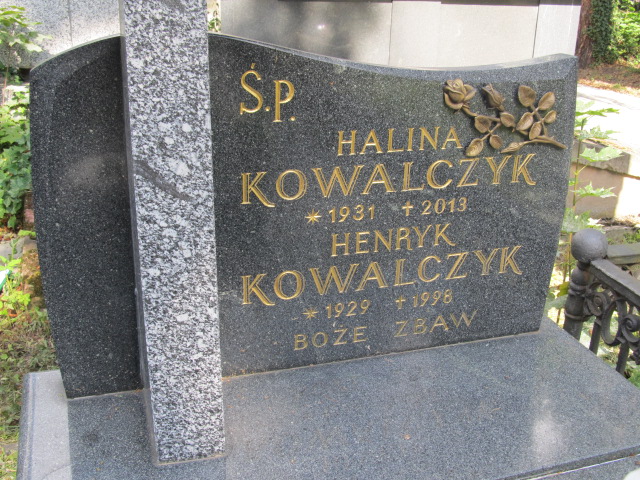 Ś.P.
HALINA
KOWALCZYK
* 1931 + 2013
HENRYK
KOWALCZYK
* 1929 + 1998
BOŻE ZBAW